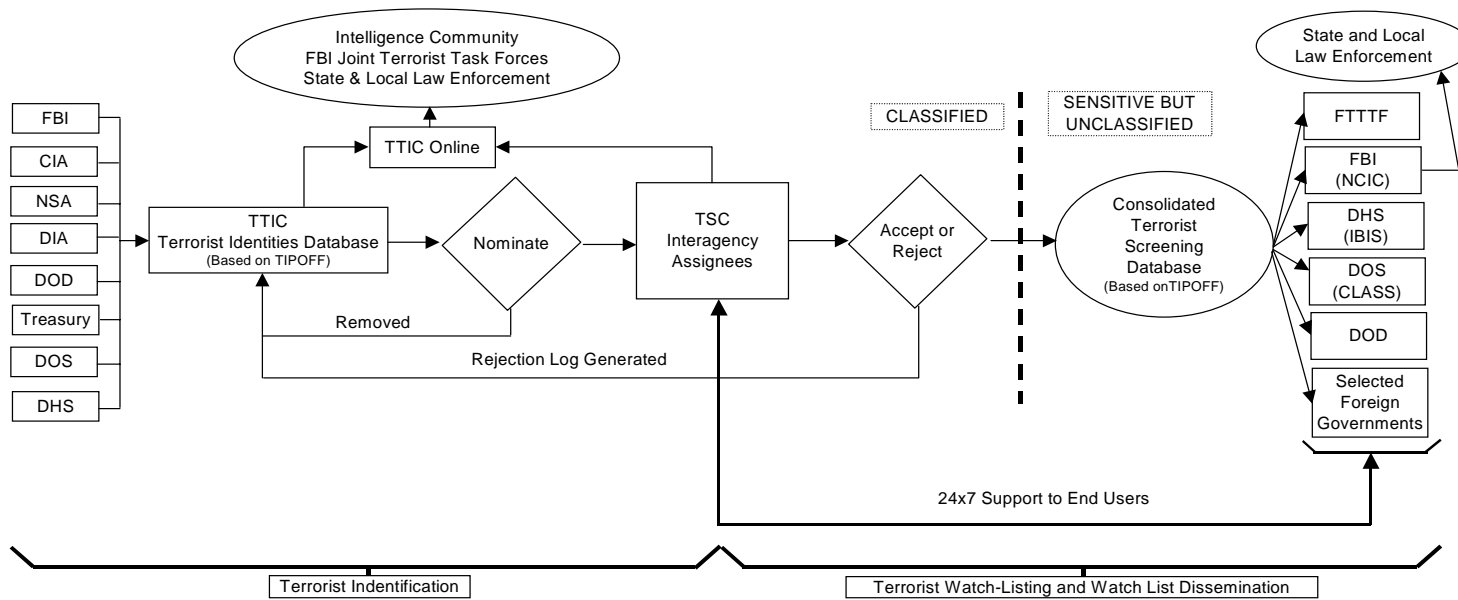 Intelligence Community
FBI Joint Terrorist Task Forces
State & Local Law Enforcement
State and Local
Law Enforcement
CLASSIFIED
SENSITIVE BUT
UNCLASSIFIED
FBI
CIA
NSA
DIA
DOD
Treasury
DOS
DHS
TTIC Online
TTIC
Terrorist Identities Database
(Based on TIPOFF)
Nominate
TSC
Interagency
Assignees
Accept or
Reject
Consolidated
Terrorist
Screening
Database
(Based onTIPOFF)
FTTTF
FBI
(NCIC)
DHS
(IBIS)
DOS
(CLASS)
DOD
Selected
Foreign
Governments
Removed
Rejection Log Generated
24x7 Support to End Users
Terrorist Indentification
Terrorist Watch-Listing and Watch List Dissemination